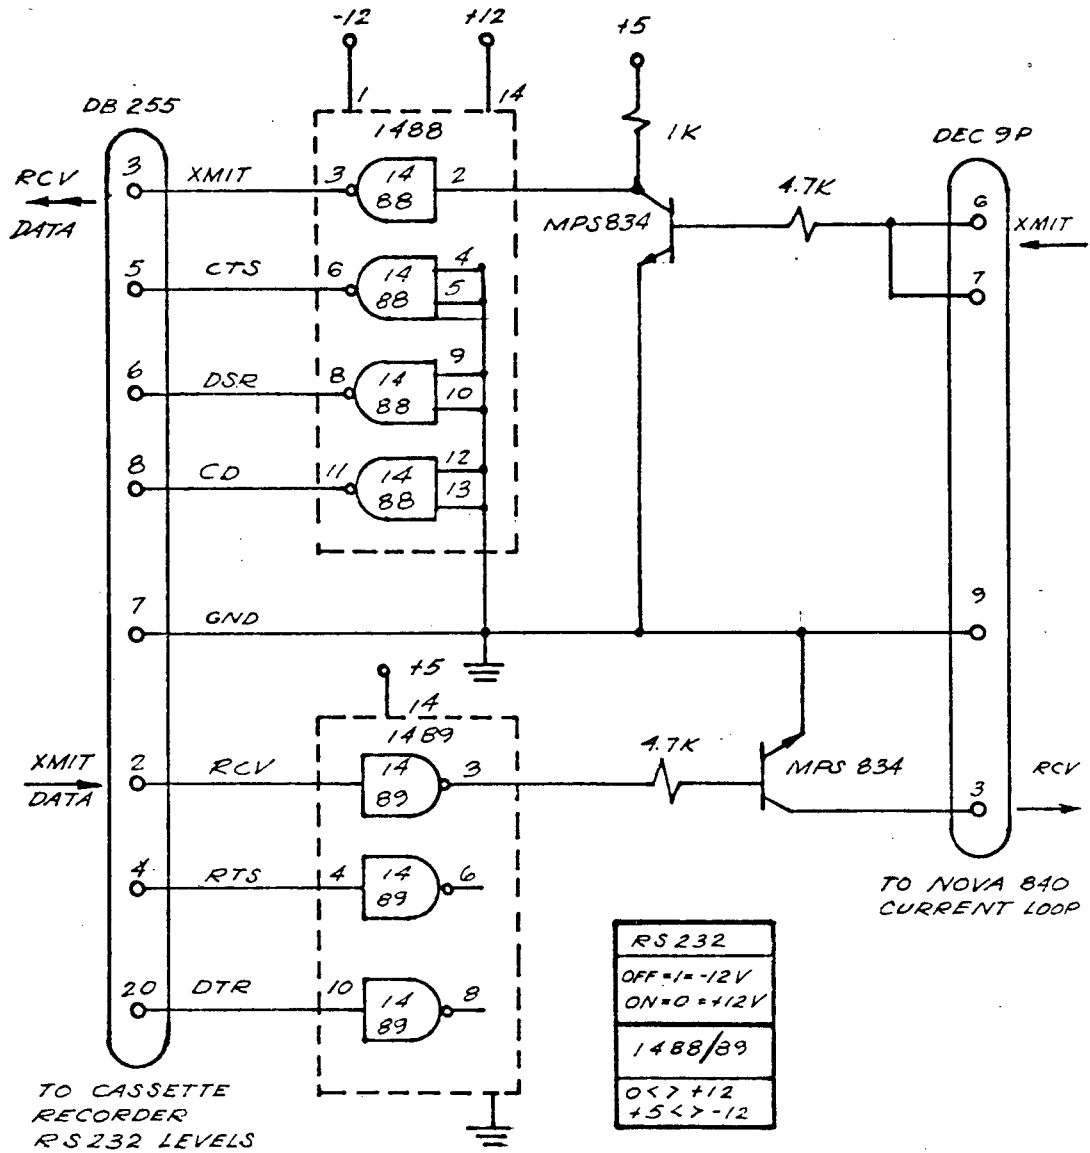 -12
+12
+5
1
14
DB 255
1488
1K
DEC 9P
3
XMIT
3
14
88
2
RCV
DATA
MPS834
4.7K
6
XMIT
7
5
CTS
6
14
88
4
5
6
DSR
8
14
88
9
10
8
CD
11
14
88
12
13
7
GND
9
+5
14
1489
XMIT
DATA
2
RCV
14
89
3
4.7K
MPS 834
3
RCV
4
RTS
4
14
89
6
TO NOVA 840
CURRENT LOOP
20
DTR
10
14
89
8
RS232
OFF=1=-12V
ON=0=+12V
1488/89
0<> +12
+5<>-12
TO CASSETTE
RECORDER
RS232 LEVELS